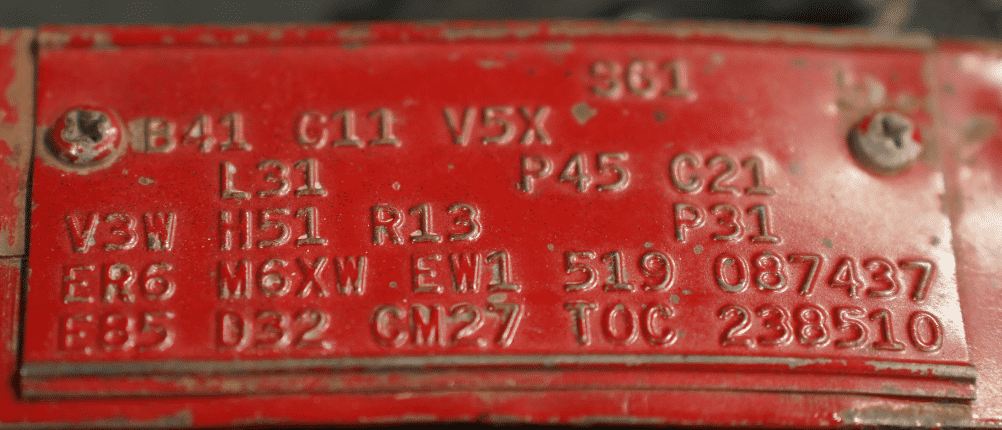 S61
B41 C11 V5X
L31 P45 C21
V3W H51 R13 P31
ER6 M6XW EW1 519 087437
E85 D32 CM27 TOC 238510